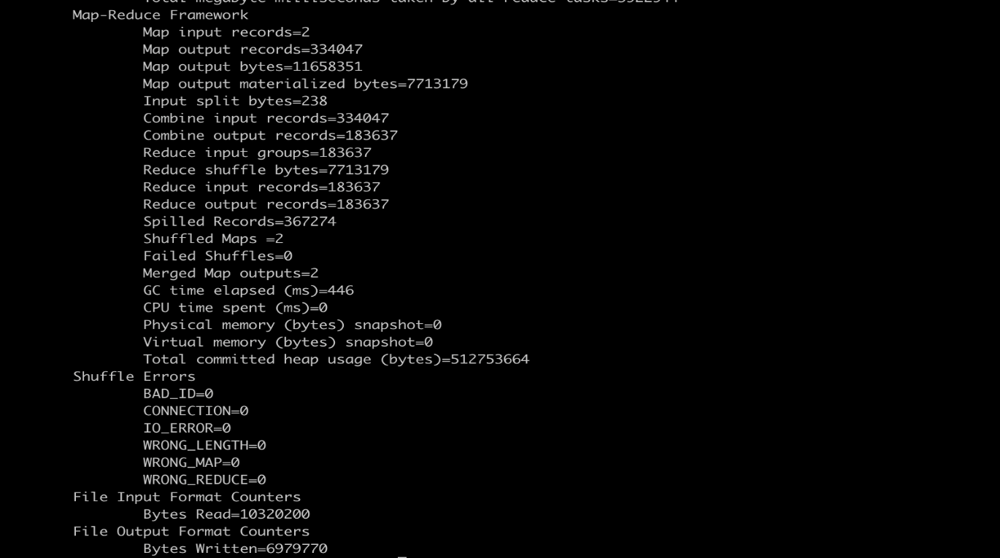 Total megabyte-milliseconds taken by all reduce tasks=5922944
Map-Reduce Framework
Map input records=2
Map output records=334047
Map output bytes=11658351
Map output materialized bytes=7713179
Input split bytes=238
Combine input records=334047
Combine output records=183637
Reduce input groups=183637
Reduce shuffle bytes=7713179
Reduce input records=183637
Reduce output records=183637
Spilled Records=367274
Shuffled Maps =2
Failed Shuffles=0
Merged Map outputs=2
GC time elapsed (ms)=446
CPU time spent (ms)=0
Physical memory (bytes) snapshot=0
Virtual memory (bytes) snapshot=0
Total committed heap usage (bytes)=512753664
Shuffle Errors
BAD_ID=0
CONNECTION=0
IO_ERROR=0
WRONG_LENGTH=0
WRONG_MAP=0
WRONG_REDUCE=0
File Input Format Counters
Bytes Read=10320200
File Output Format Counters
Bytes Written=6979770